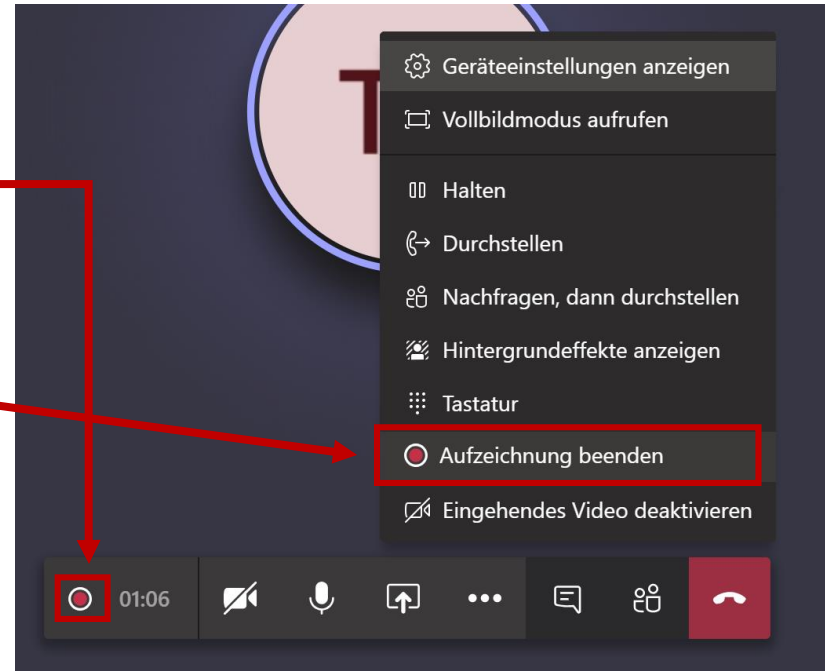 T
Geräteeinstellungen anzeigen
Vollbildmodus aufrufen
Halten
Durchstellen
Nachfragen, dann durchstellen
Hintergrundeffekte anzeigen
Tastatur
Aufzeichnung beenden
Eingehendes Video deaktivieren
01:06